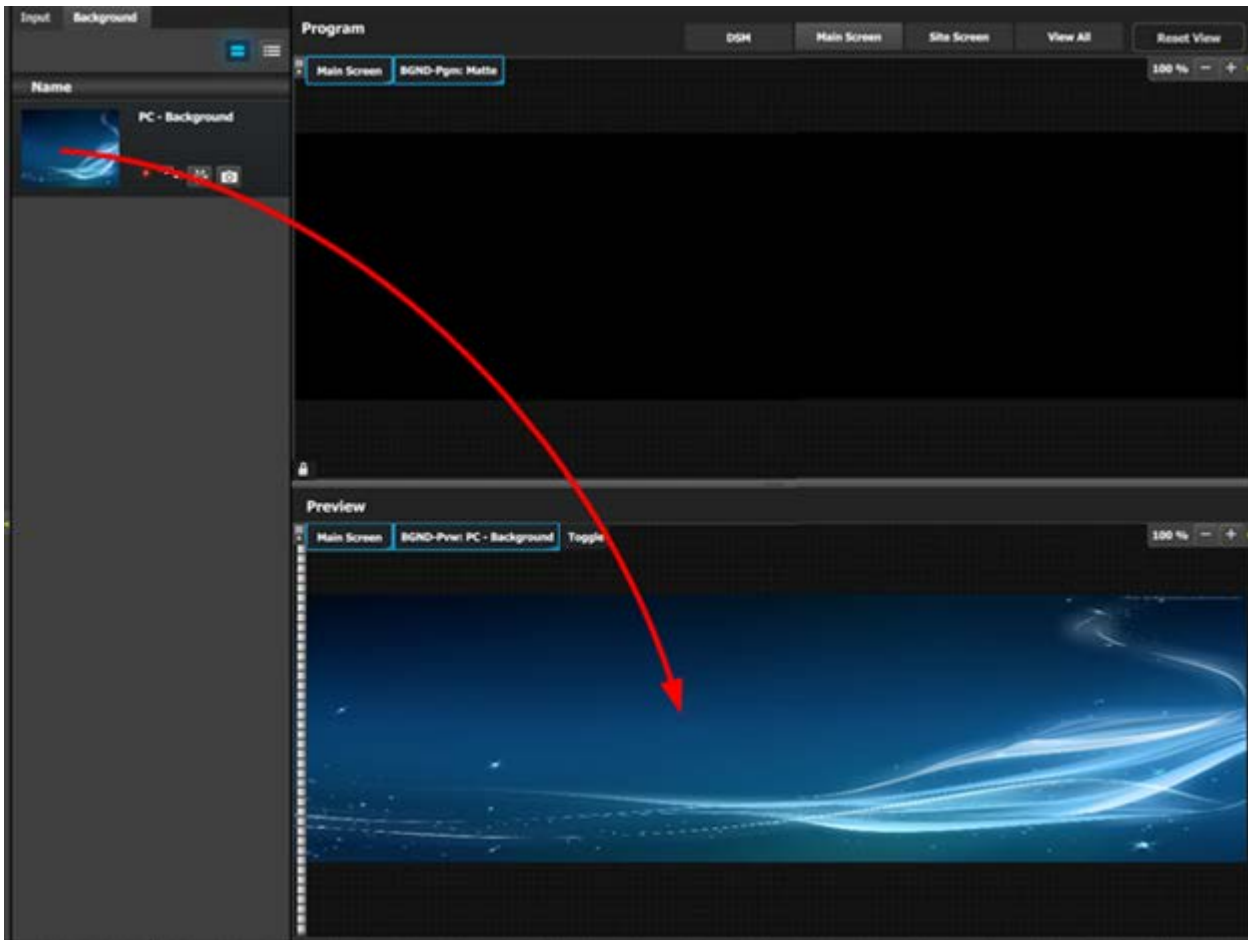 Input Background
Name
PC - Background
Program
DSM Main Screen Site Screen View All Reset View
Main Screen BGND-Pgm: Matte
100 % − +
Preview
Main Screen BGND-Pvw: PC - Background Toggle
100 % − +